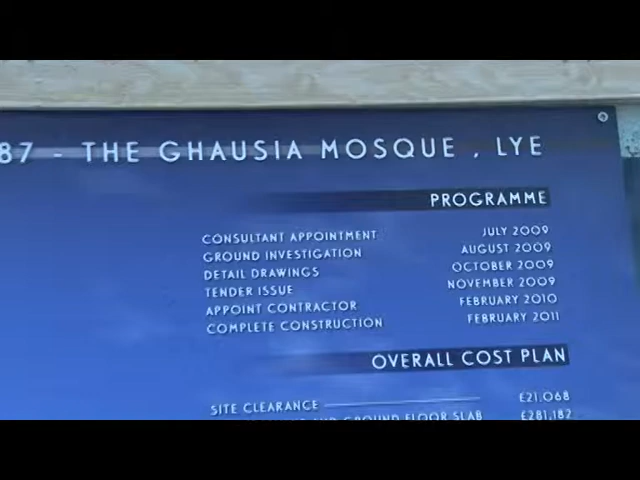 87 - THE GHAUSIA MOSQUE , LYE
PROGRAMME
CONSULTANT APPOINTMENT JULY 2009
GROUND INVESTIGATION AUGUST 2009
DETAIL DRAWINGS OCTOBER 2009
TENDER ISSUE NOVEMBER 2009
APPOINT CONTRACTOR FEBRUARY 2010
COMPLETE CONSTRUCTION FEBRUARY 2011
OVERALL COST PLAN
SITE CLEARANCE £21,068
AND GROUND FLOOR SLAB £281,182